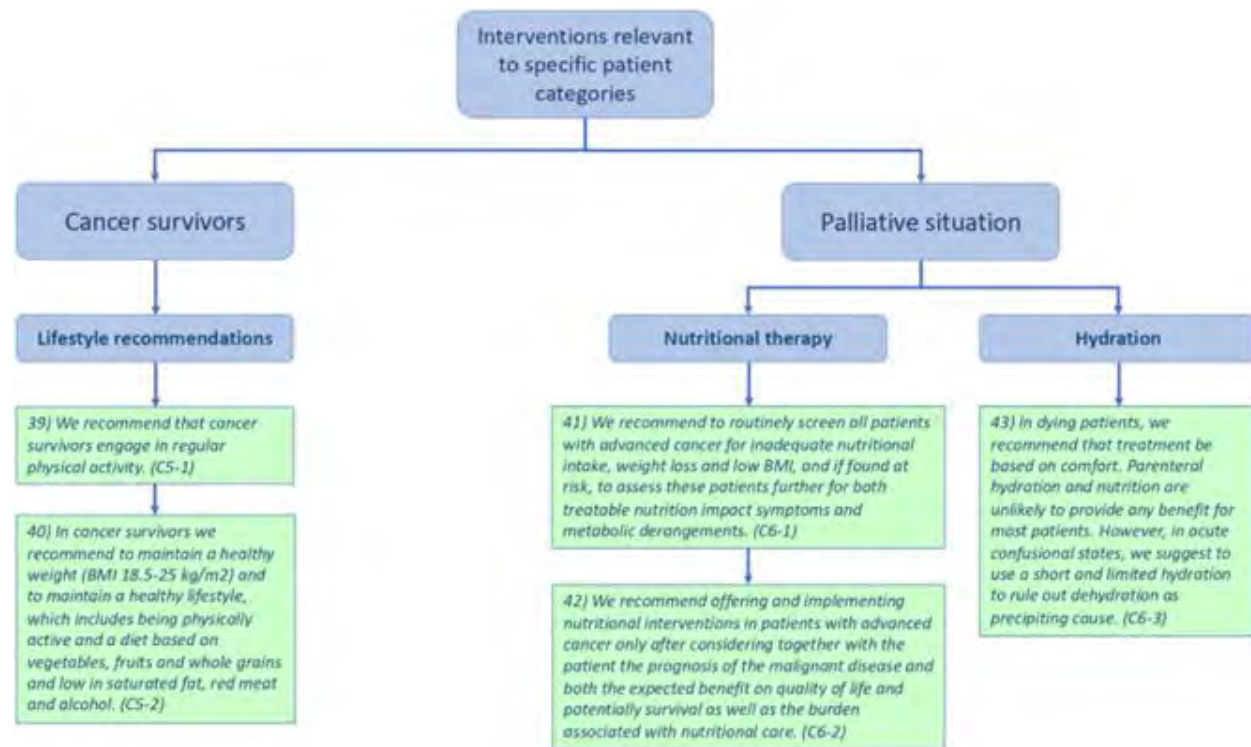 Interventions relevant
to specific patient
categories
Cancer survivors
Palliative situation
Lifestyle recommendations
Nutritional therapy
Hydration
39) We recommend that cancer
survivors engage in regular
physical activity. (C5-1)
40) In cancer survivors we
recommend to maintain a healthy
weight (BMI 18.5-25 kg/m2) and
to maintain a healthy lifestyle,
which includes being physically
active and a diet based on
vegetables, fruits and whole grains
and low in saturated fat, red meat
and alcohol. (C5-2)
41) We recommend to routinely screen all patients
with advanced cancer for inadequate nutritional
intake, weight loss and low BMI, and if found at
risk, to assess these patients further for both
treatable nutrition impact symptoms and
metabolic derangements. (C6-1)
42) We recommend offering and implementing
nutritional interventions in patients with advanced
cancer only after considering together with the
patient the prognosis of the malignant disease and
both the expected benefit on quality of life and
potentially survival as well as the burden
associated with nutritional care. (C6-2)
43) In dying patients, we
recommend that treatment be
based on comfort. Parenteral
hydration and nutrition are
unlikely to provide any benefit for
most patients. However, in acute
confusional states, we suggest to
use a short and limited hydration
to rule out dehydration as
precipiting cause. (C6-3)